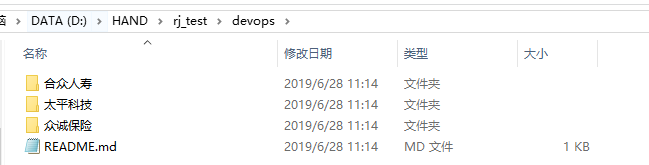 脑 › DATA (D:) › HAND › rj_test › devops
名称 修改日期 类型 大小
合众人寿 2019/6/28 11:14 文件夹
太平科技 2019/6/28 11:14 文件夹
众诚保险 2019/6/28 11:14 文件夹
README.md 2019/6/28 11:14 MD 文件 1 KB